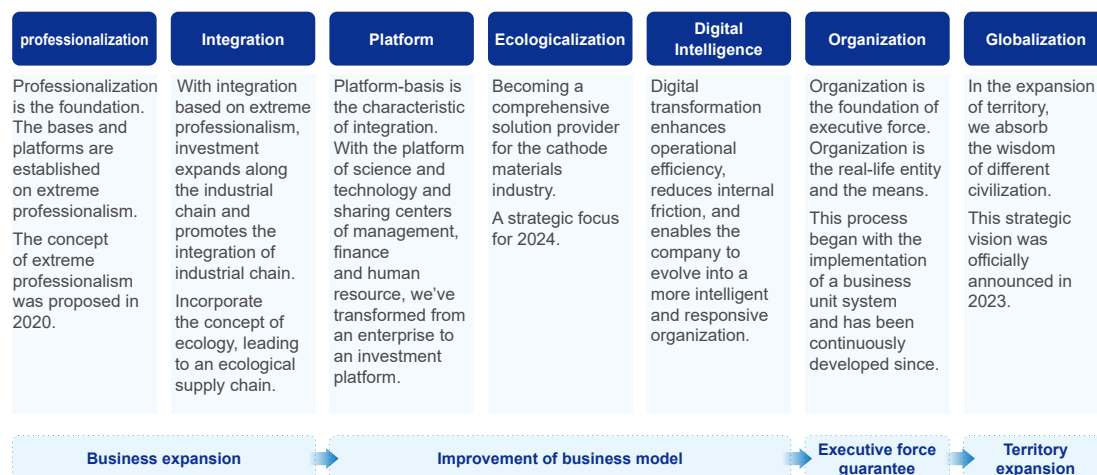 professionalization
Professionalization
is the foundation.
The bases and
platforms are
established
on extreme
professionalism.
The concept
of extreme
professionalism
was proposed in
2020.
Integration
With integration
based on extreme
professionalism,
investment
expands along
the industrial
chain and
promotes the
integration of
industrial chain.
Incorporate
the concept of
ecology, leading
to an ecological
supply chain.
Platform
Platform-basis is
the characteristic
of integration.
With the platform
of science and
technology and
sharing centers
of management,
finance
and human
resource, we’ve
transformed from
an enterprise to
an investment
platform.
Ecologicalization
Becoming a
comprehensive
solution provider
for the cathode
materials
industry.
A strategic focus
for 2024.
Digital
Intelligence
Digital
transformation
enhances
operational
efficiency,
reduces internal
friction, and
enables the
company to
evolve into a
more intelligent
and responsive
organization.
Organization
Organization is
the foundation of
executive force.
Organization is
the real-life entity
and the means.
This process
began with the
implementation
of a business
unit system
and has been
continuously
developed since.
Globalization
In the expansion
of territory,
we absorb
the wisdom
of different
civilization.
This strategic
vision was
officially
announced in
2023.
Business expansion
Improvement of business model
Executive force
guarantee
Territory
expansion